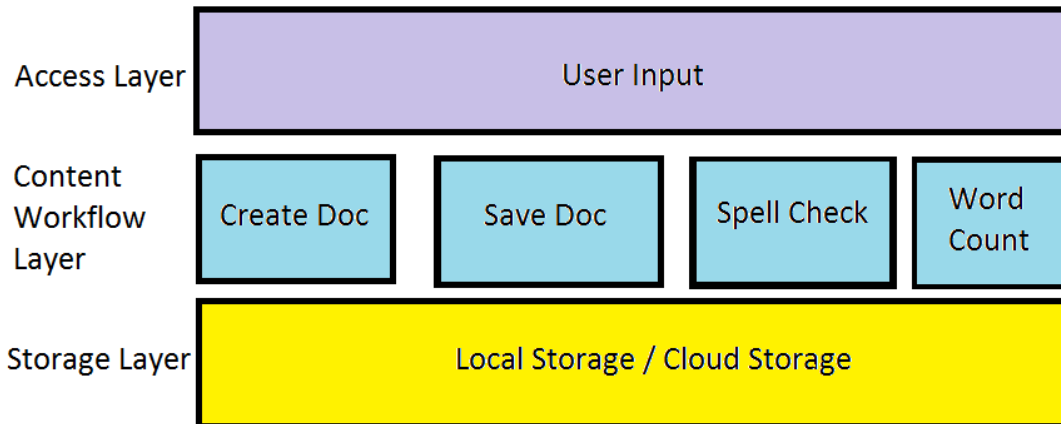 Access Layer
User Input
Content
Workflow
Layer
Create Doc
Save Doc
Spell Check
Word
Count
Storage Layer
Local Storage / Cloud Storage